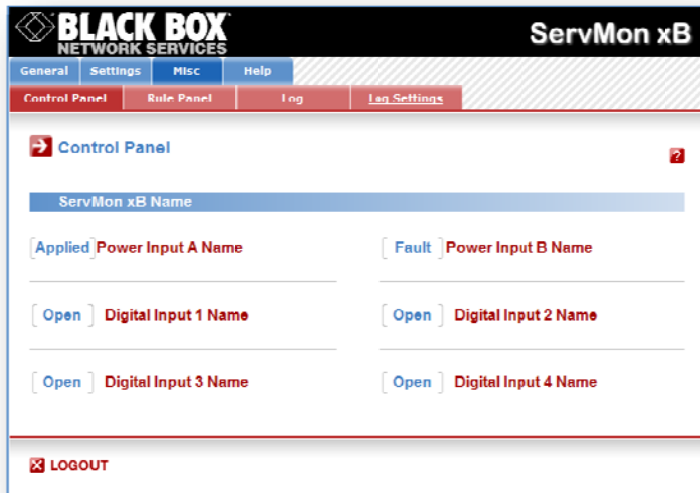 BLACK BOX
NETWORK SERVICES
ServMon xB
General Settings Misc Help
Control Panel Rule Panel Log Log Settings
Control Panel
?
ServMon xB Name
[Applied] Power Input A Name [ Fault ] Power Input B Name
[ Open ] Digital Input 1 Name [ Open ] Digital Input 2 Name
[ Open ] Digital Input 3 Name [ Open ] Digital Input 4 Name
LOGOUT